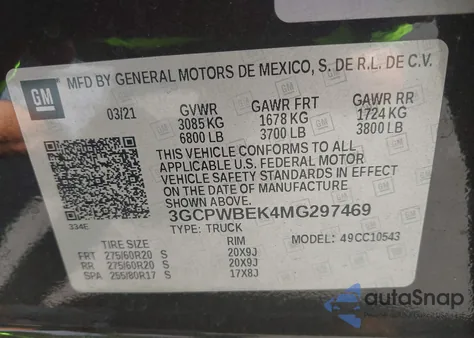 GM
MFD BY GENERAL MOTORS DE MEXICO, S. DE R.L. DE C.V.
03/21 GVWR GAWR FRT GAWR RR
3085 KG 1678 KG 1724 KG
6800 LB 3700 LB 3800 LB
THIS VEHICLE CONFORMS TO ALL
APPLICABLE U.S. FEDERAL MOTOR
VEHICLE SAFETY STANDARDS IN EFFECT
ON THE DATE OF MANUFACTURE
SHOWN ABOVE.
3GCPWBEK4MG297469
334E TYPE: TRUCK MODEL: 49CC10543
TIRE SIZE RIM
FRT 275/60R20 S 20X9J
RR 275/60R20 S 20X9J
SPA 255/80R17 S 17X8J
autoSnap